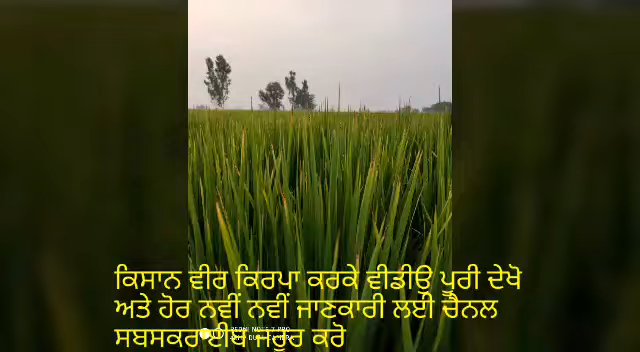 ਕਿਸਾਨ ਵੀਰ ਕਿਰਪਾ ਕਰਕੇ ਵੀਡੀਉ ਪੂਰੀ ਦੇਖੋ
ਅਤੇ ਹੋਰ ਨਵੀਂ ਨਵੀਂ ਜਾਣਕਾਰੀ ਲਈ ਚੈਨਲ
ਕਰੋ
REDMI NOTE 7 PRO